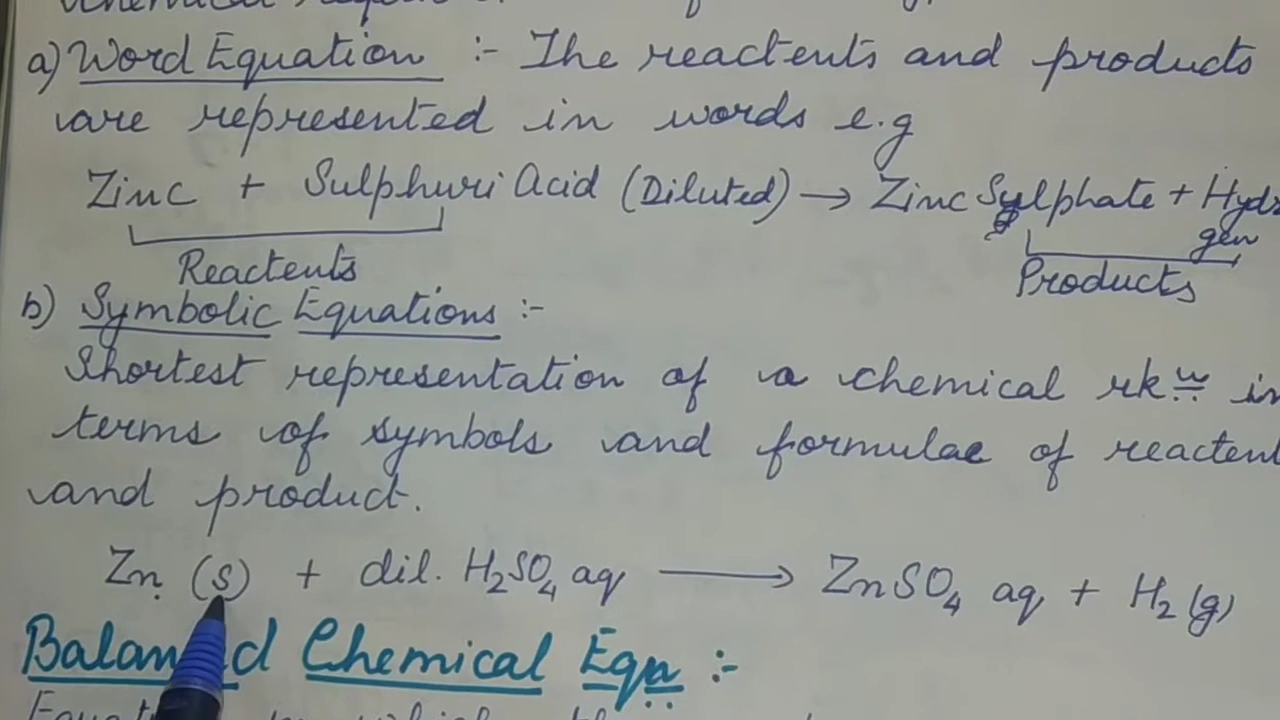 a) Word Equation :- The reactents and products
are represented in words e.g
Zinc + Sulphuri Acid (Diluted) → Zinc Sulphate + Hydro
gen
Reactents
Products
b) Symbolic Equations :-
Shortest representation of a chemical in
terms of symbols and formulae of reactent
and product.
Zn (s) + dil. H₂SO₄ aq → ZnSO₄ aq + H₂ (g)
Balanced Chemical Eqn :-